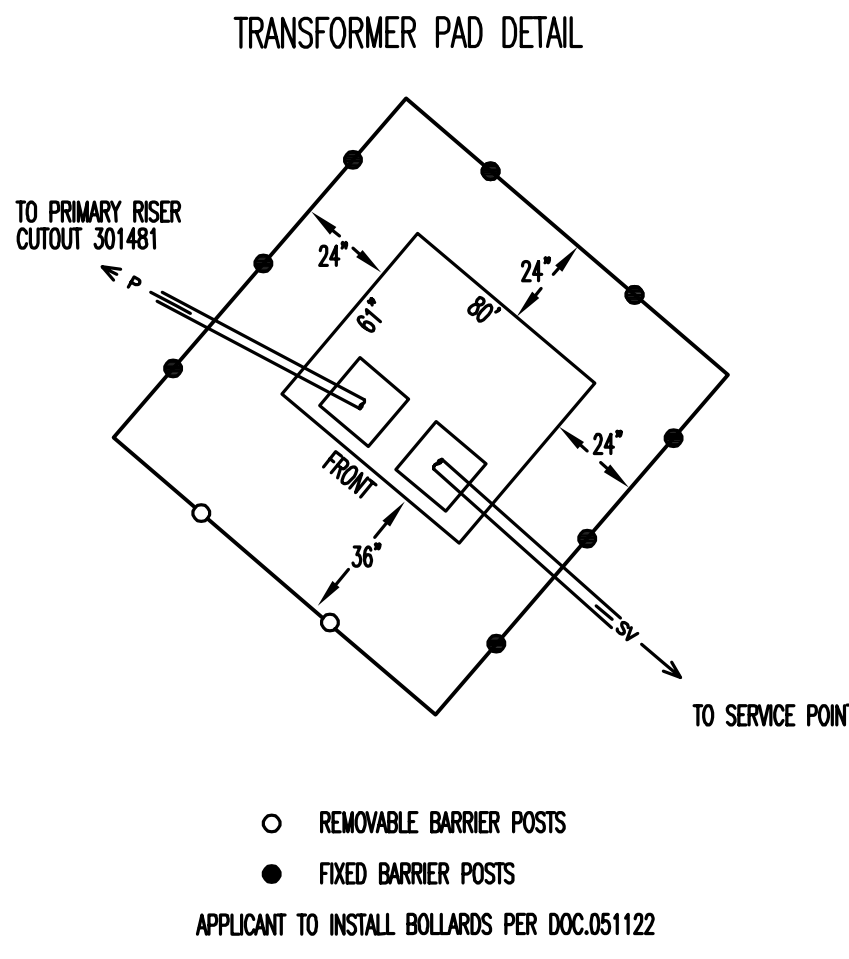 TRANSFORMER PAD DETAIL
TO PRIMARY RISER
CUTOUT 301481
P
24"
24"
61"
80'
24"
FRONT
36"
SV
TO SERVICE POINT
REMOVABLE BARRIER POSTS
FIXED BARRIER POSTS
APPLICANT TO INSTALL BOLLARDS PER DOC.051122